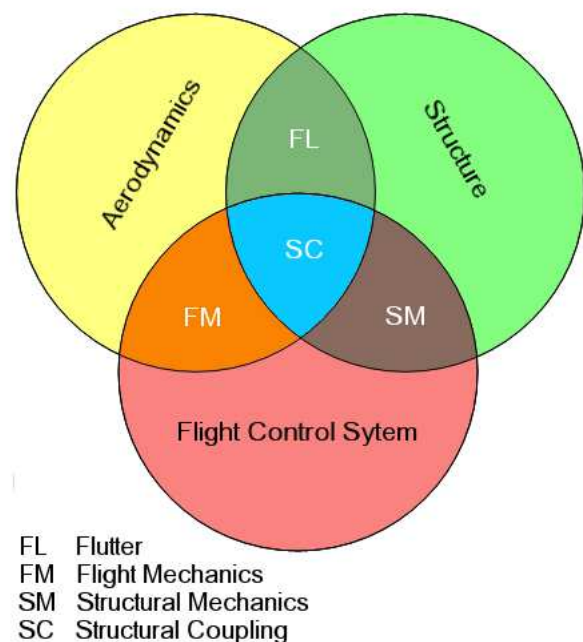 Aerodynamics
Structure
FL
SC
FM
SM
Flight Control Sytem
FL Flutter
FM Flight Mechanics
SM Structural Mechanics
SC Structural Coupling